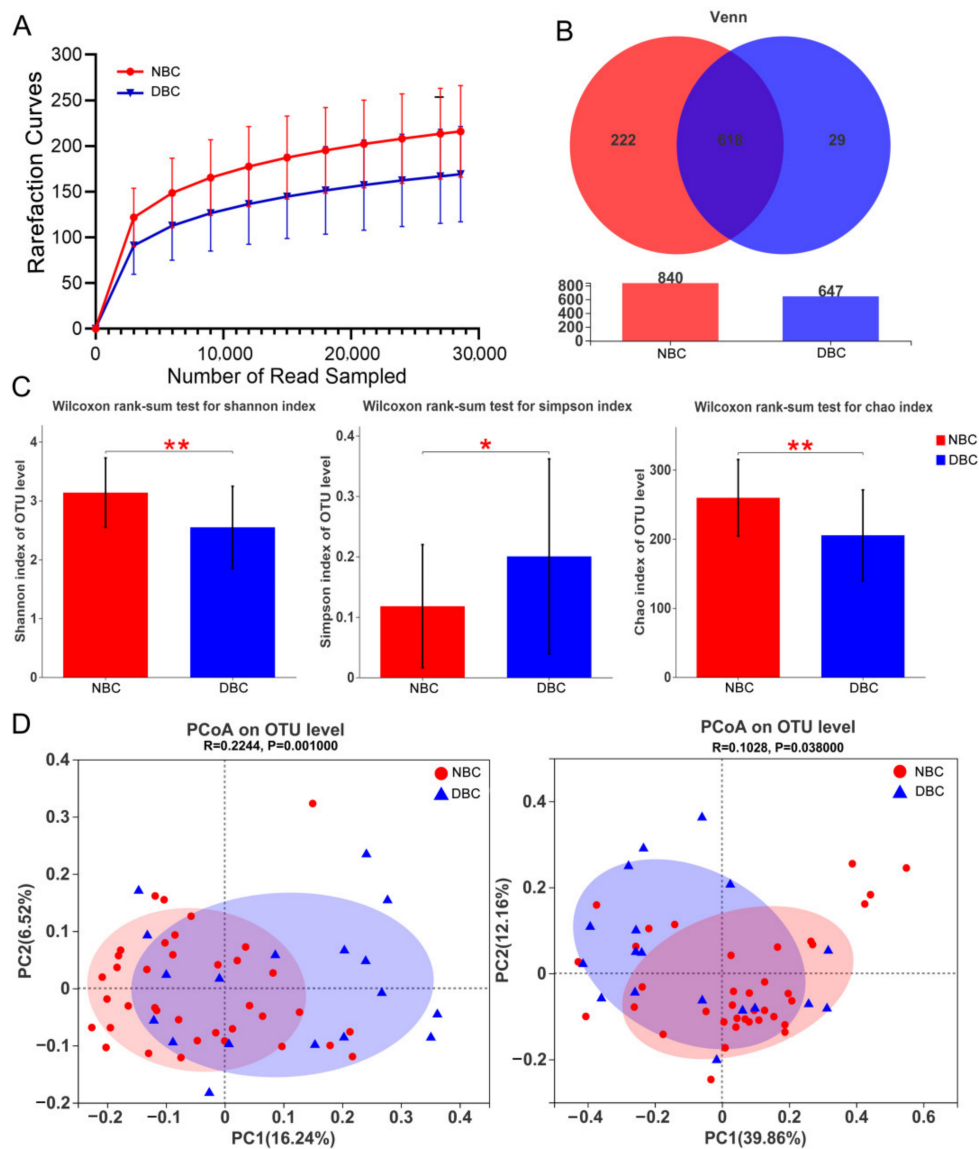 A
300
250
200
150
100
50
0
Rarefaction Curves
NBC
DBC
0
10.000
20.000
30.000
Number of Read Sampled
B
Venn
222
618
29
800
600
400
200
0
840
647
NBC
DBC
C
Wilcoxon rank-sum test for shannon index
**
Shannon index of OTU level
4
3
2
1
0
NBC
DBC
Wilcoxon rank-sum test for simpson index
*
Simpson index of OTU level
0.4
0.3
0.2
0.1
0
NBC
DBC
Wilcoxon rank-sum test for chao index
**
Chao index of OTU level
300
200
100
0
NBC
DBC
NBC
DBC
D
PCoA on OTU level
R=0.2244, P=0.001000
NBC
DBC
PC2(6.52%)
0.4
0.3
0.2
0.1
0
−0.1
−0.2
−0.2
−0.1
0
0.1
0.2
0.3
0.4
PC1(16.24%)
PCoA on OTU level
R=0.1028, P=0.038000
NBC
DBC
PC2(12.16%)
0.4
0.2
0
−0.2
−0.4
−0.2
0
0.2
0.4
0.6
PC1(39.86%)